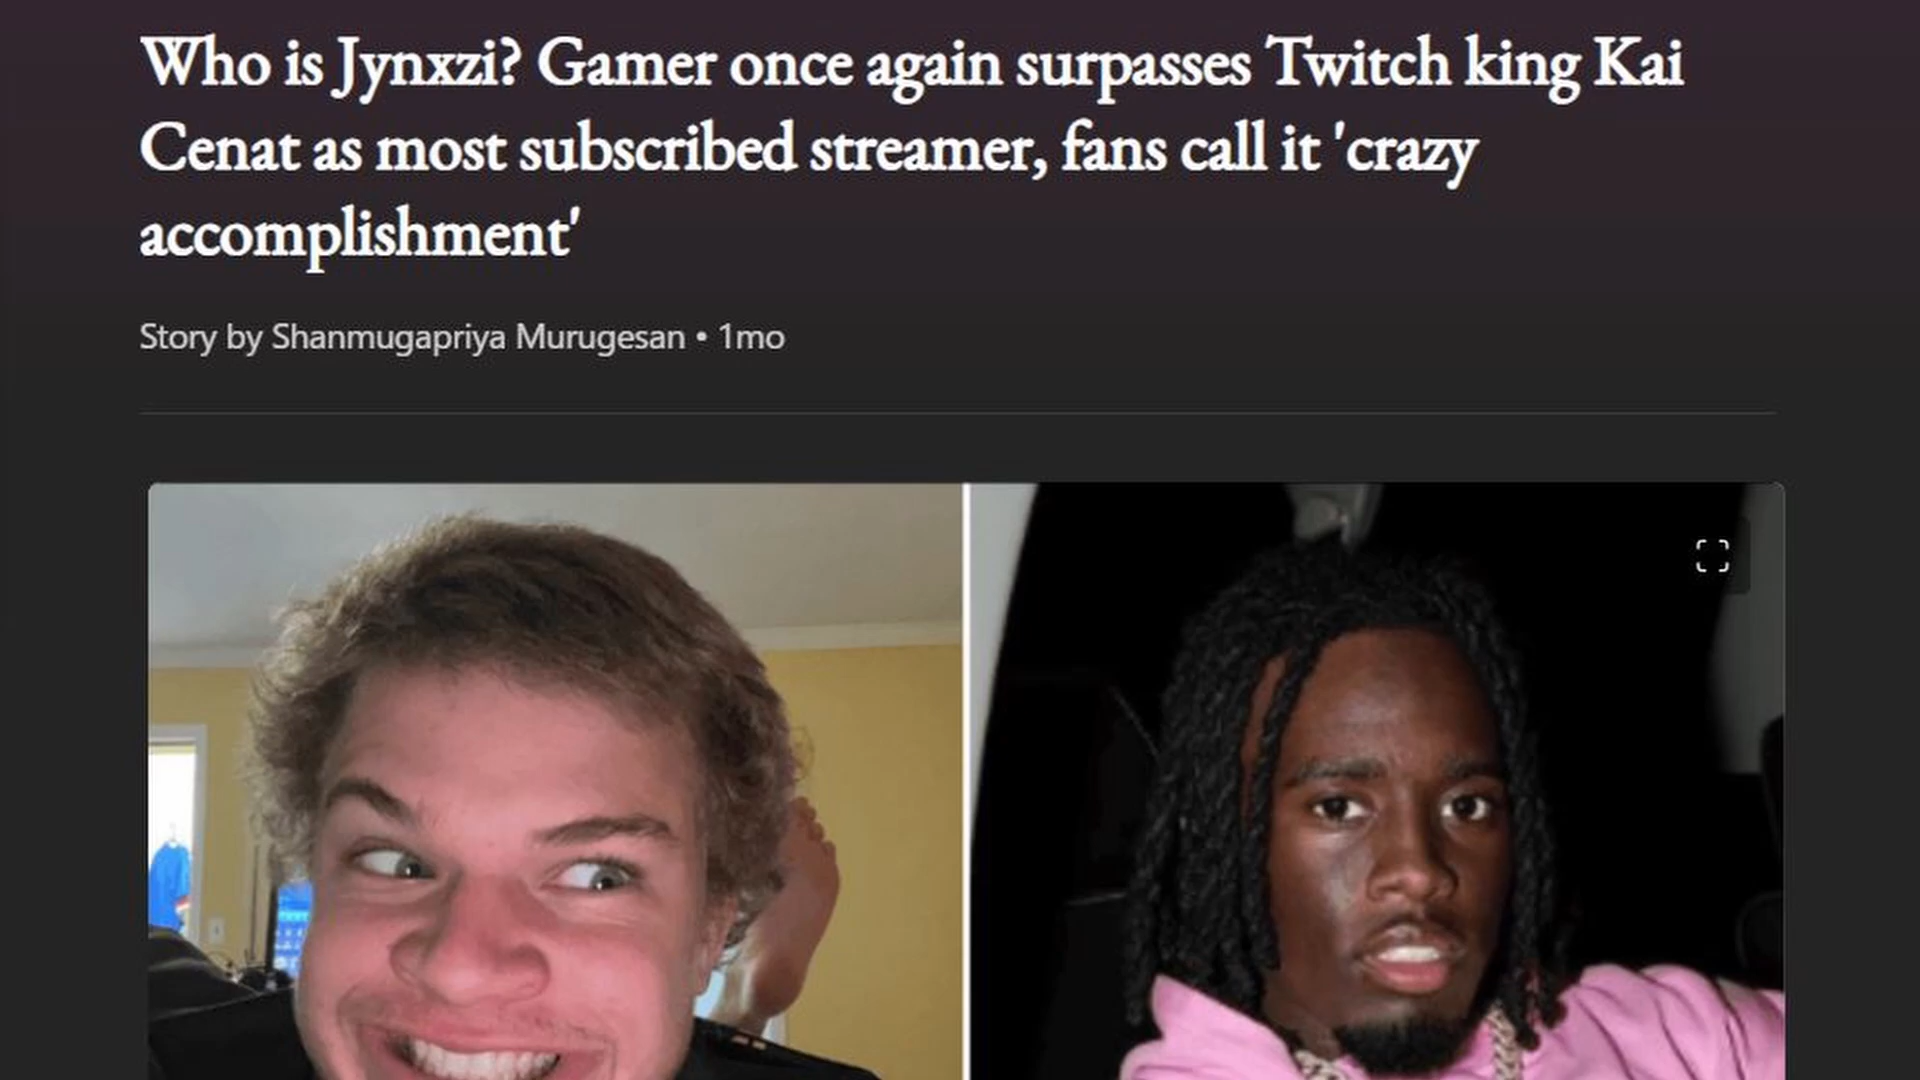 Who is Jynxzi? Gamer once again surpasses Twitch king Kai
Cenat as most subscribed streamer, fans call it 'crazy
accomplishment'
Story by Shanmugapriya Murugesan • 1mo